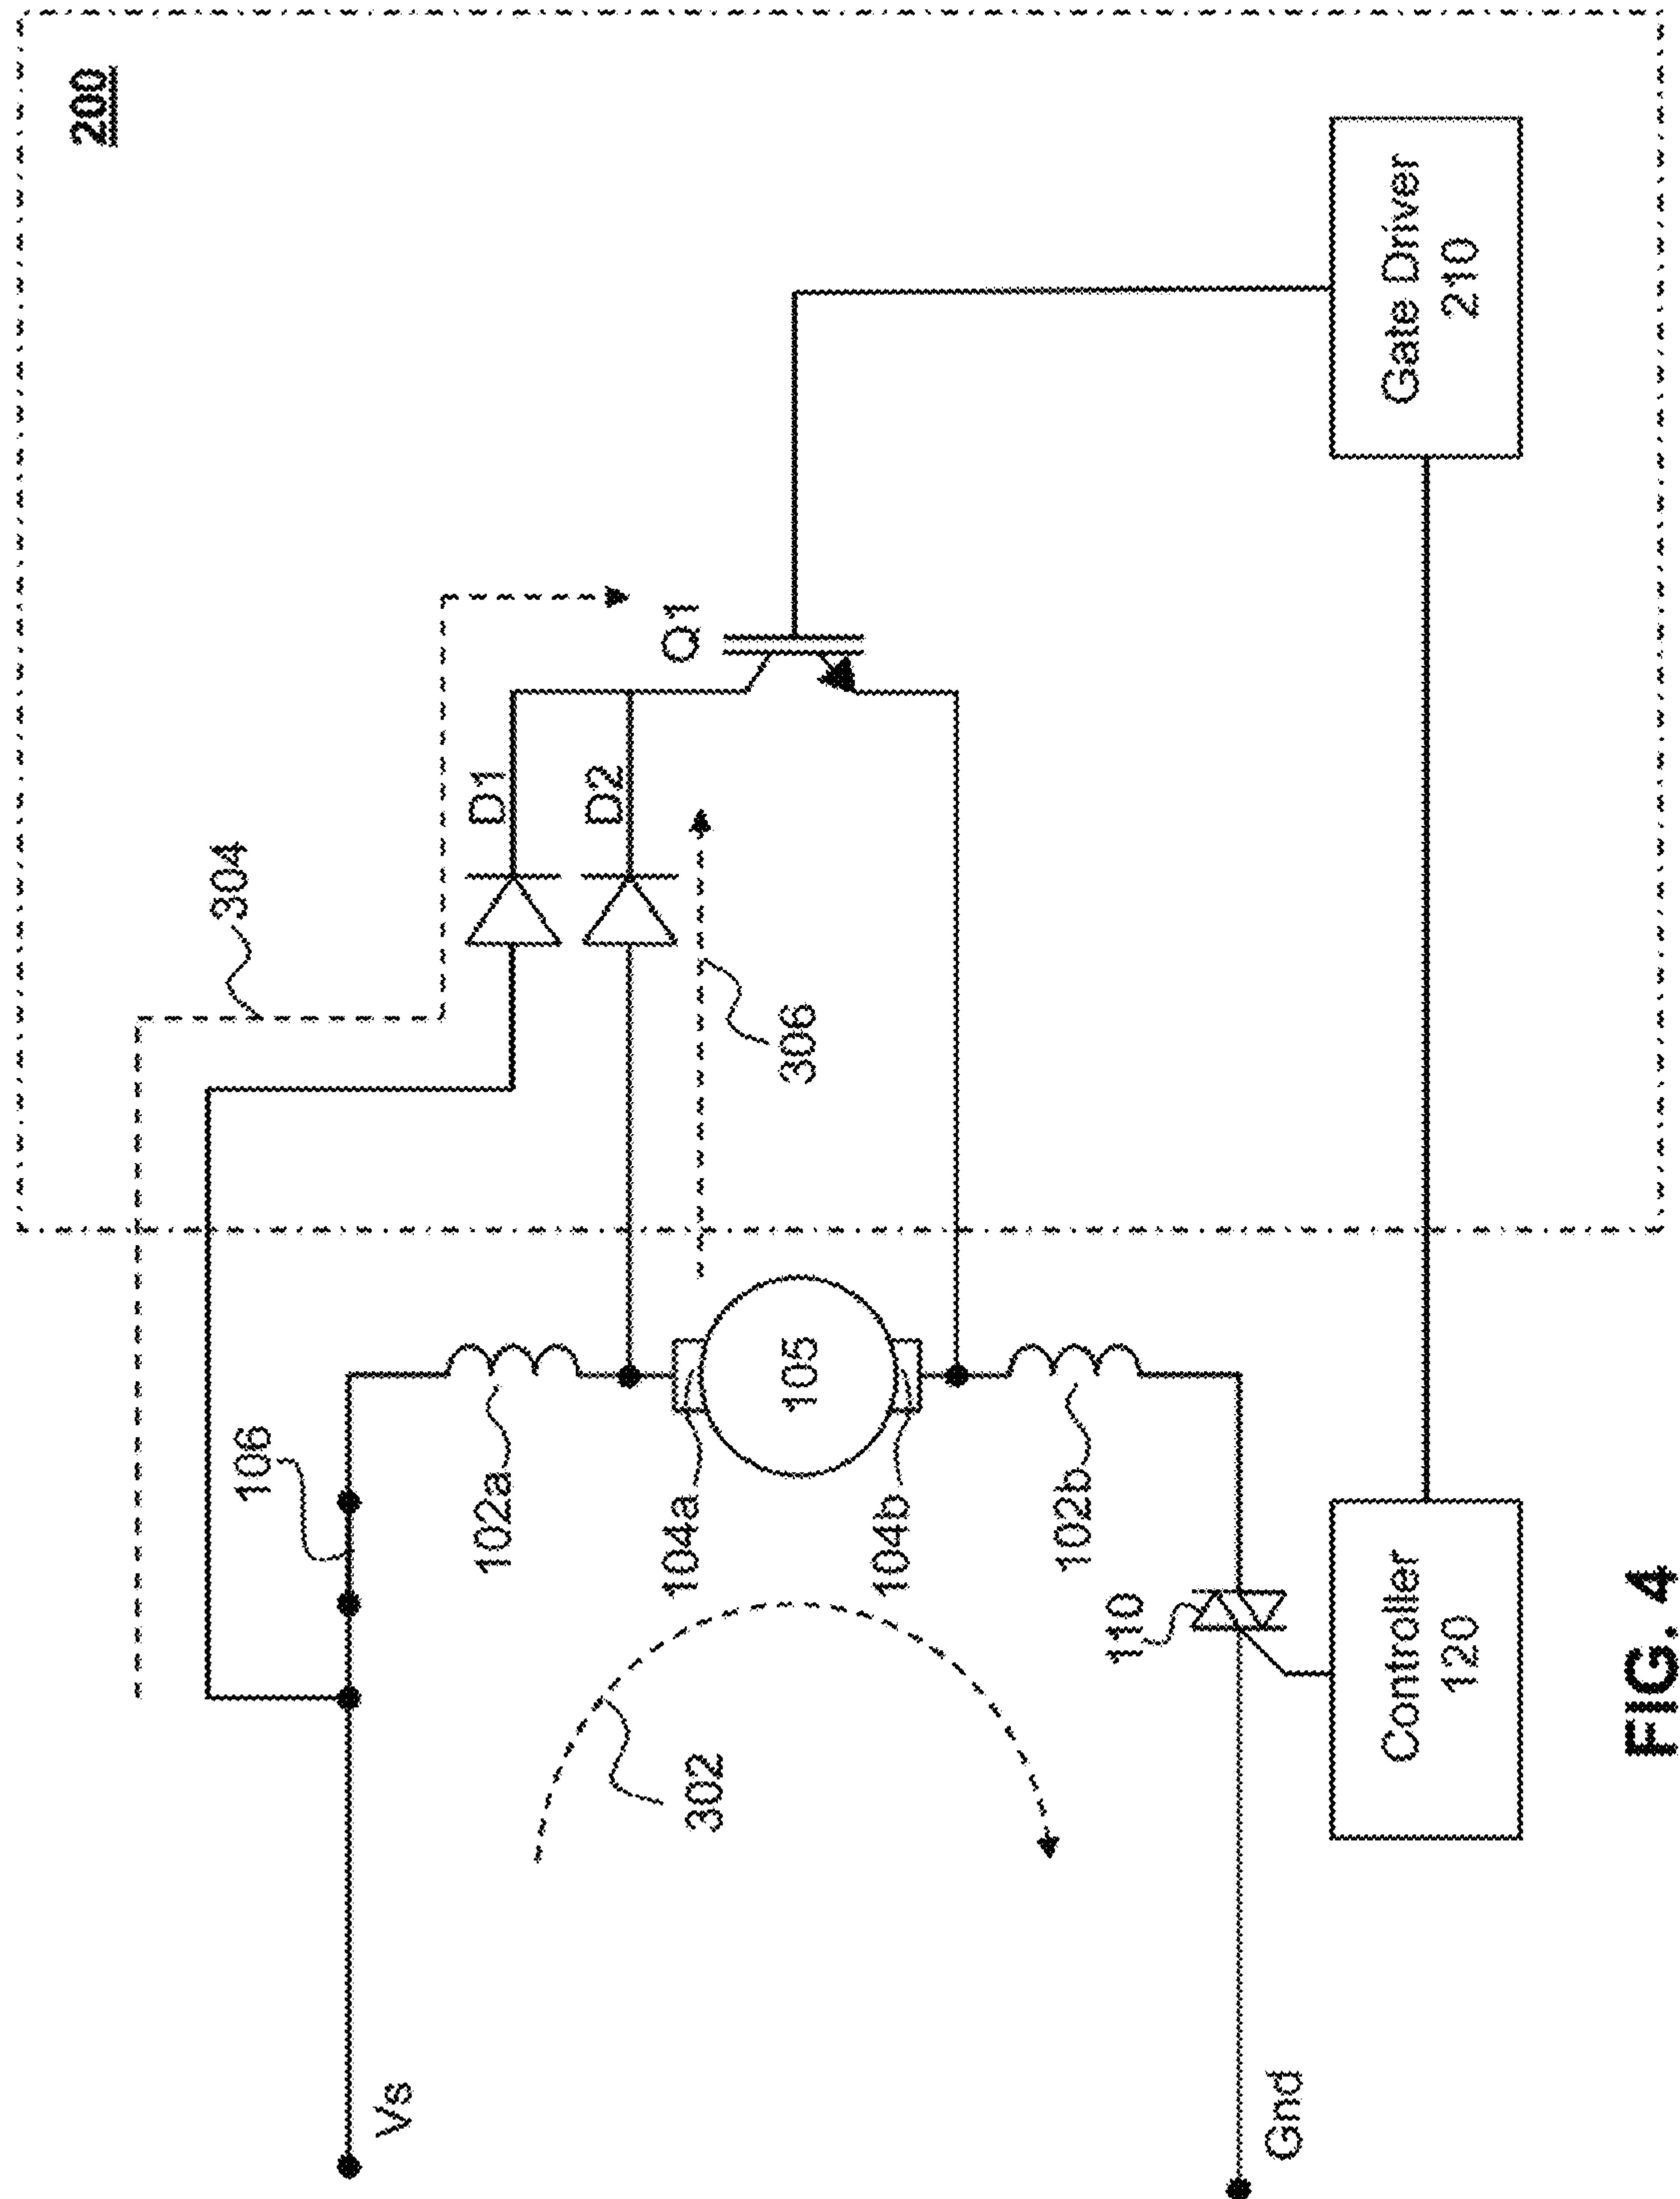 200
304
D1
D2
Q1
306
106
102a
104a
105
104b
102b
302
110
Vs
Gnd
Controller
120
Gate Driver
210
FIG. 4